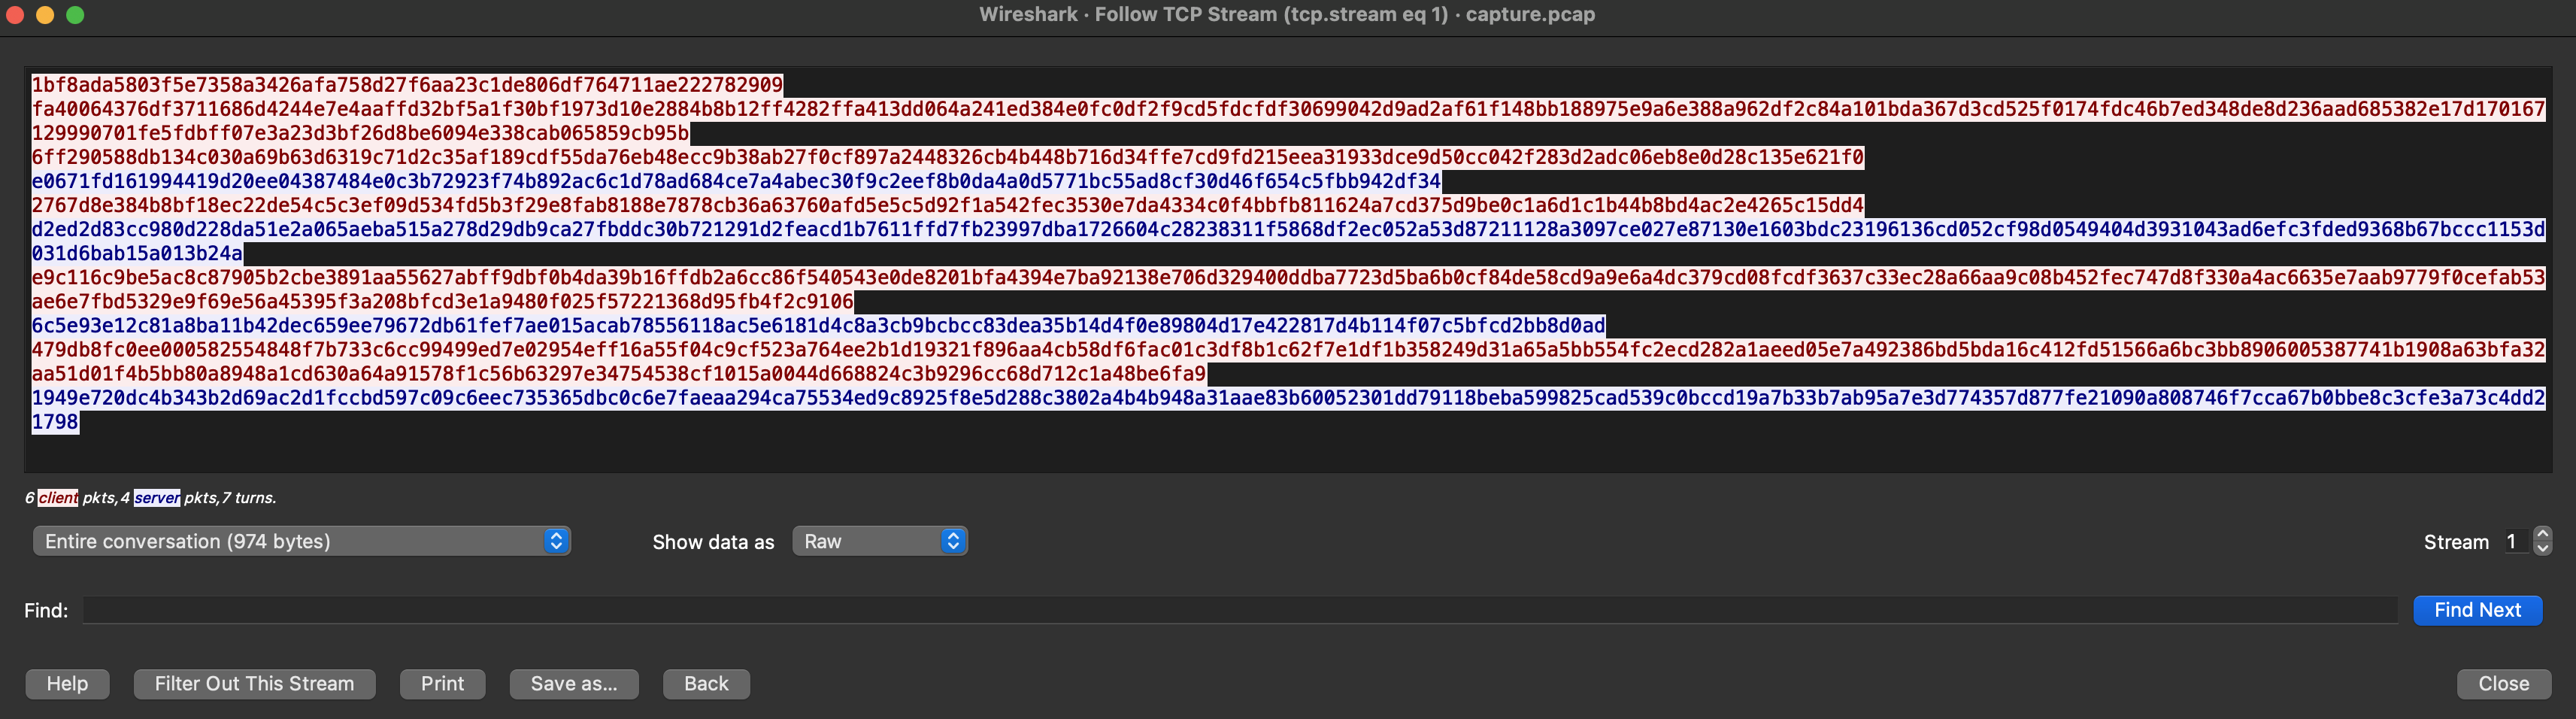 Wireshark · Follow TCP Stream (tcp.stream eq 1) · capture.pcap
1bf8ada5803f5e7358a3426afa758d27f6aa23c1de806df764711ae222782909
fa40064376df3711686d4244e7e4aaffd32bf5a1f30bf1973d10e2884b8b12ff4282ffa413dd064a241ed384e0fc0df2f9cd5fdcfdf30699042d9ad2af61f148bb188975e9a6e388a962df2c84a101bda367d3cd525f0174fdc46b7ed348de8d236aad685382e17d170167
129990701fe5fdbff07e3a23d3bf26d8be6094e338cab065859cb95b
6ff290588db134c030a69b63d6319c71d2c35af189cdf55da76eb48ecc9b38ab27f0cf897a2448326cb4b448b716d34ffe7cd9fd215eea31933dce9d50cc042f283d2adc06eb8e0d28c135e621f0
e0671fd161994419d20ee04387484e0c3b72923f74b892ac6c1d78ad684ce7a4abec30f9c2eef8b0da4a0d5771bc55ad8cf30d46f654c5fbb942df34
2767d8e384b8bf18ec22de54c5c3ef09d534fd5b3f29e8fab8188e7878cb36a63760afd5e5c5d92f1a542fec3530e7da4334c0f4bbfb811624a7cd375d9be0c1a6d1c1b44b8bd4ac2e4265c15dd4
d2ed2d83cc980d228da51e2a065aeba515a278d29db9ca27fbddc30b721291d2feacd1b7611ffd7fb23997dba1726604c28238311f5868df2ec052a53d87211128a3097ce027e87130e1603bdc23196136cd052cf98d0549404d3931043ad6efc3fded9368b67bccc1153d
031d6bab15a013b24a
e9c116c9be5ac8c87905b2cbe3891aa55627abff9dbf0b4da39b16ffdb2a6cc86f540543e0de8201bfa4394e7ba92138e706d329400ddba7723d5ba6b0cf84de58cd9a9e6a4dc379cd08fcdf3637c33ec28a66aa9c08b452fec747d8f330a4ac6635e7aab9779f0cefab53
ae6e7fbd5329e9f69e56a45395f3a208bfcd3e1a9480f025f57221368d95fb4f2c9106
6c5e93e12c81a8ba11b42dec659ee79672db61fef7ae015acab78556118ac5e6181d4c8a3cb9bcbcc83dea35b14d4f0e89804d17e422817d4b114f07c5bfcd2bb8d0ad
479db8fc0ee000582554848f7b733c6cc99499ed7e02954eff16a55f04c9cf523a764ee2b1d19321f896aa4cb58df6fac01c3df8b1c62f7e1df1b358249d31a65a5bb554fc2ecd282a1aeed05e7a492386bd5bda16c412fd51566a6bc3bb8906005387741b1908a63bfa32
aa51d01f4b5bb80a8948a1cd630a64a91578f1c56b63297e34754538cf1015a0044d668824c3b9296cc68d712c1a48be6fa9
1949e720dc4b343b2d69ac2d1fccbd597c09c6eec735365dbc0c6e7faeaa294ca75534ed9c8925f8e5d288c3802a4b4b948a31aae83b60052301dd79118beba599825cad539c0bccd19a7b33b7ab95a7e3d774357d877fe21090a808746f7cca67b0bbe8c3cfe3a73c4dd2
1798
6 client pkts, 4 server pkts, 7 turns.
Entire conversation (974 bytes) Show data as Raw Stream 1
Find: Find Next
Help Filter Out This Stream Print Save as… Back Close